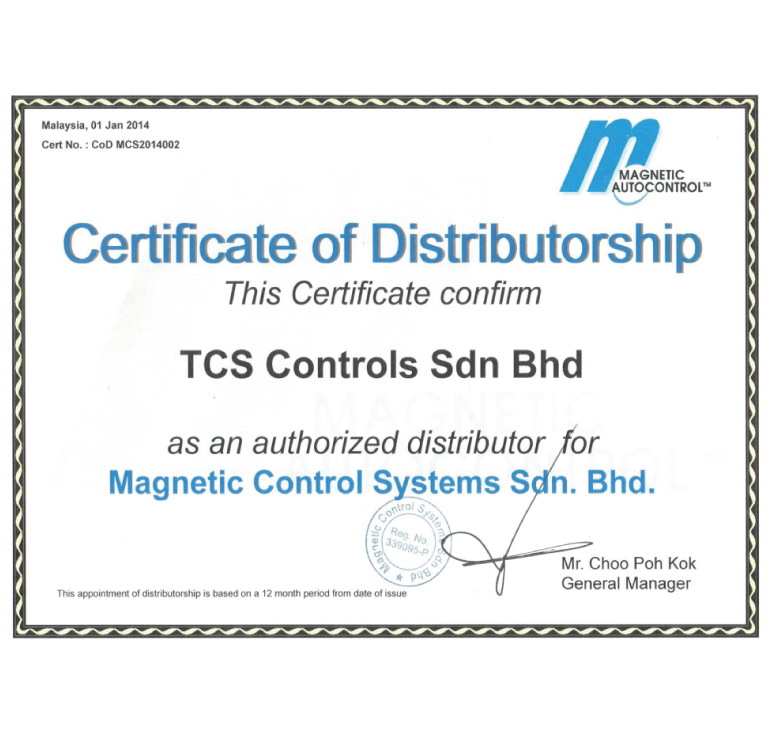 Malaysia, 01 Jan 2014
Cert No. : CoD MCS2014002
MAGNETIC
AUTOCONTROL™
Certificate of Distributorship
This Certificate confirm
TCS Controls Sdn Bhd
MAGNETIC
AUTOCONTROL™
as an authorized distributor for
Magnetic Control Systems Sdn. Bhd.
Magnetic Control Systems Sdn Bhd
Reg. No.
339095-P
Mr. Choo Poh Kok
General Manager
This appointment of distributorship is based on a 12 month period from date of issue